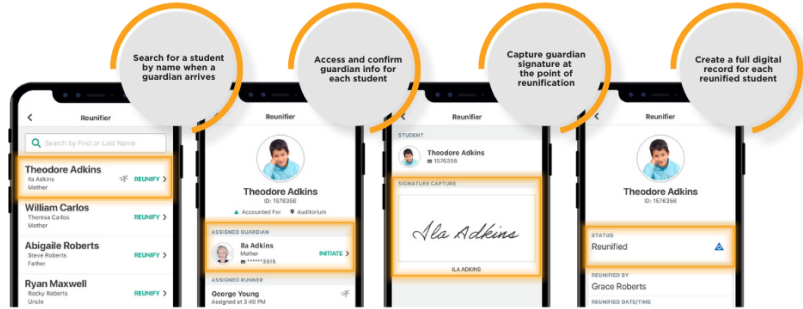 Search for a student
by name when a
guardian arrives
Access and confirm
guardian info for
each student
Capture guardian
signature at
the point of
reunification
Create a full digital
record for each
reunified student
Reunifier
Search by First or Last Name
Theodore Adkins
Ila Adkins
Mother
REUNIFY
William Carlos
Theresa Carlos
Mother
REUNIFY
Abigaile Roberts
Steve Roberts
Father
REUNIFY
Ryan Maxwell
Rocky Roberts
Uncle
REUNIFY
Reunifier
Theodore Adkins
ID: 1576356
Accounted For
Auditorium
ASSIGNED GUARDIAN
Ila Adkins
Mother
******3515
INITIATE
ASSIGNED RUNNER
George Young
Assigned at 3:40 PM
Reunifier
STUDENT
Theodore Adkins
1576356
SIGNATURE CAPTURE
Ila Adkins
ILA ADKINS
Reunifier
Theodore Adkins
ID: 1576356
STATUS
Reunified
REUNIFIED BY
Grace Roberts
REUNIFIED DATE/TIME